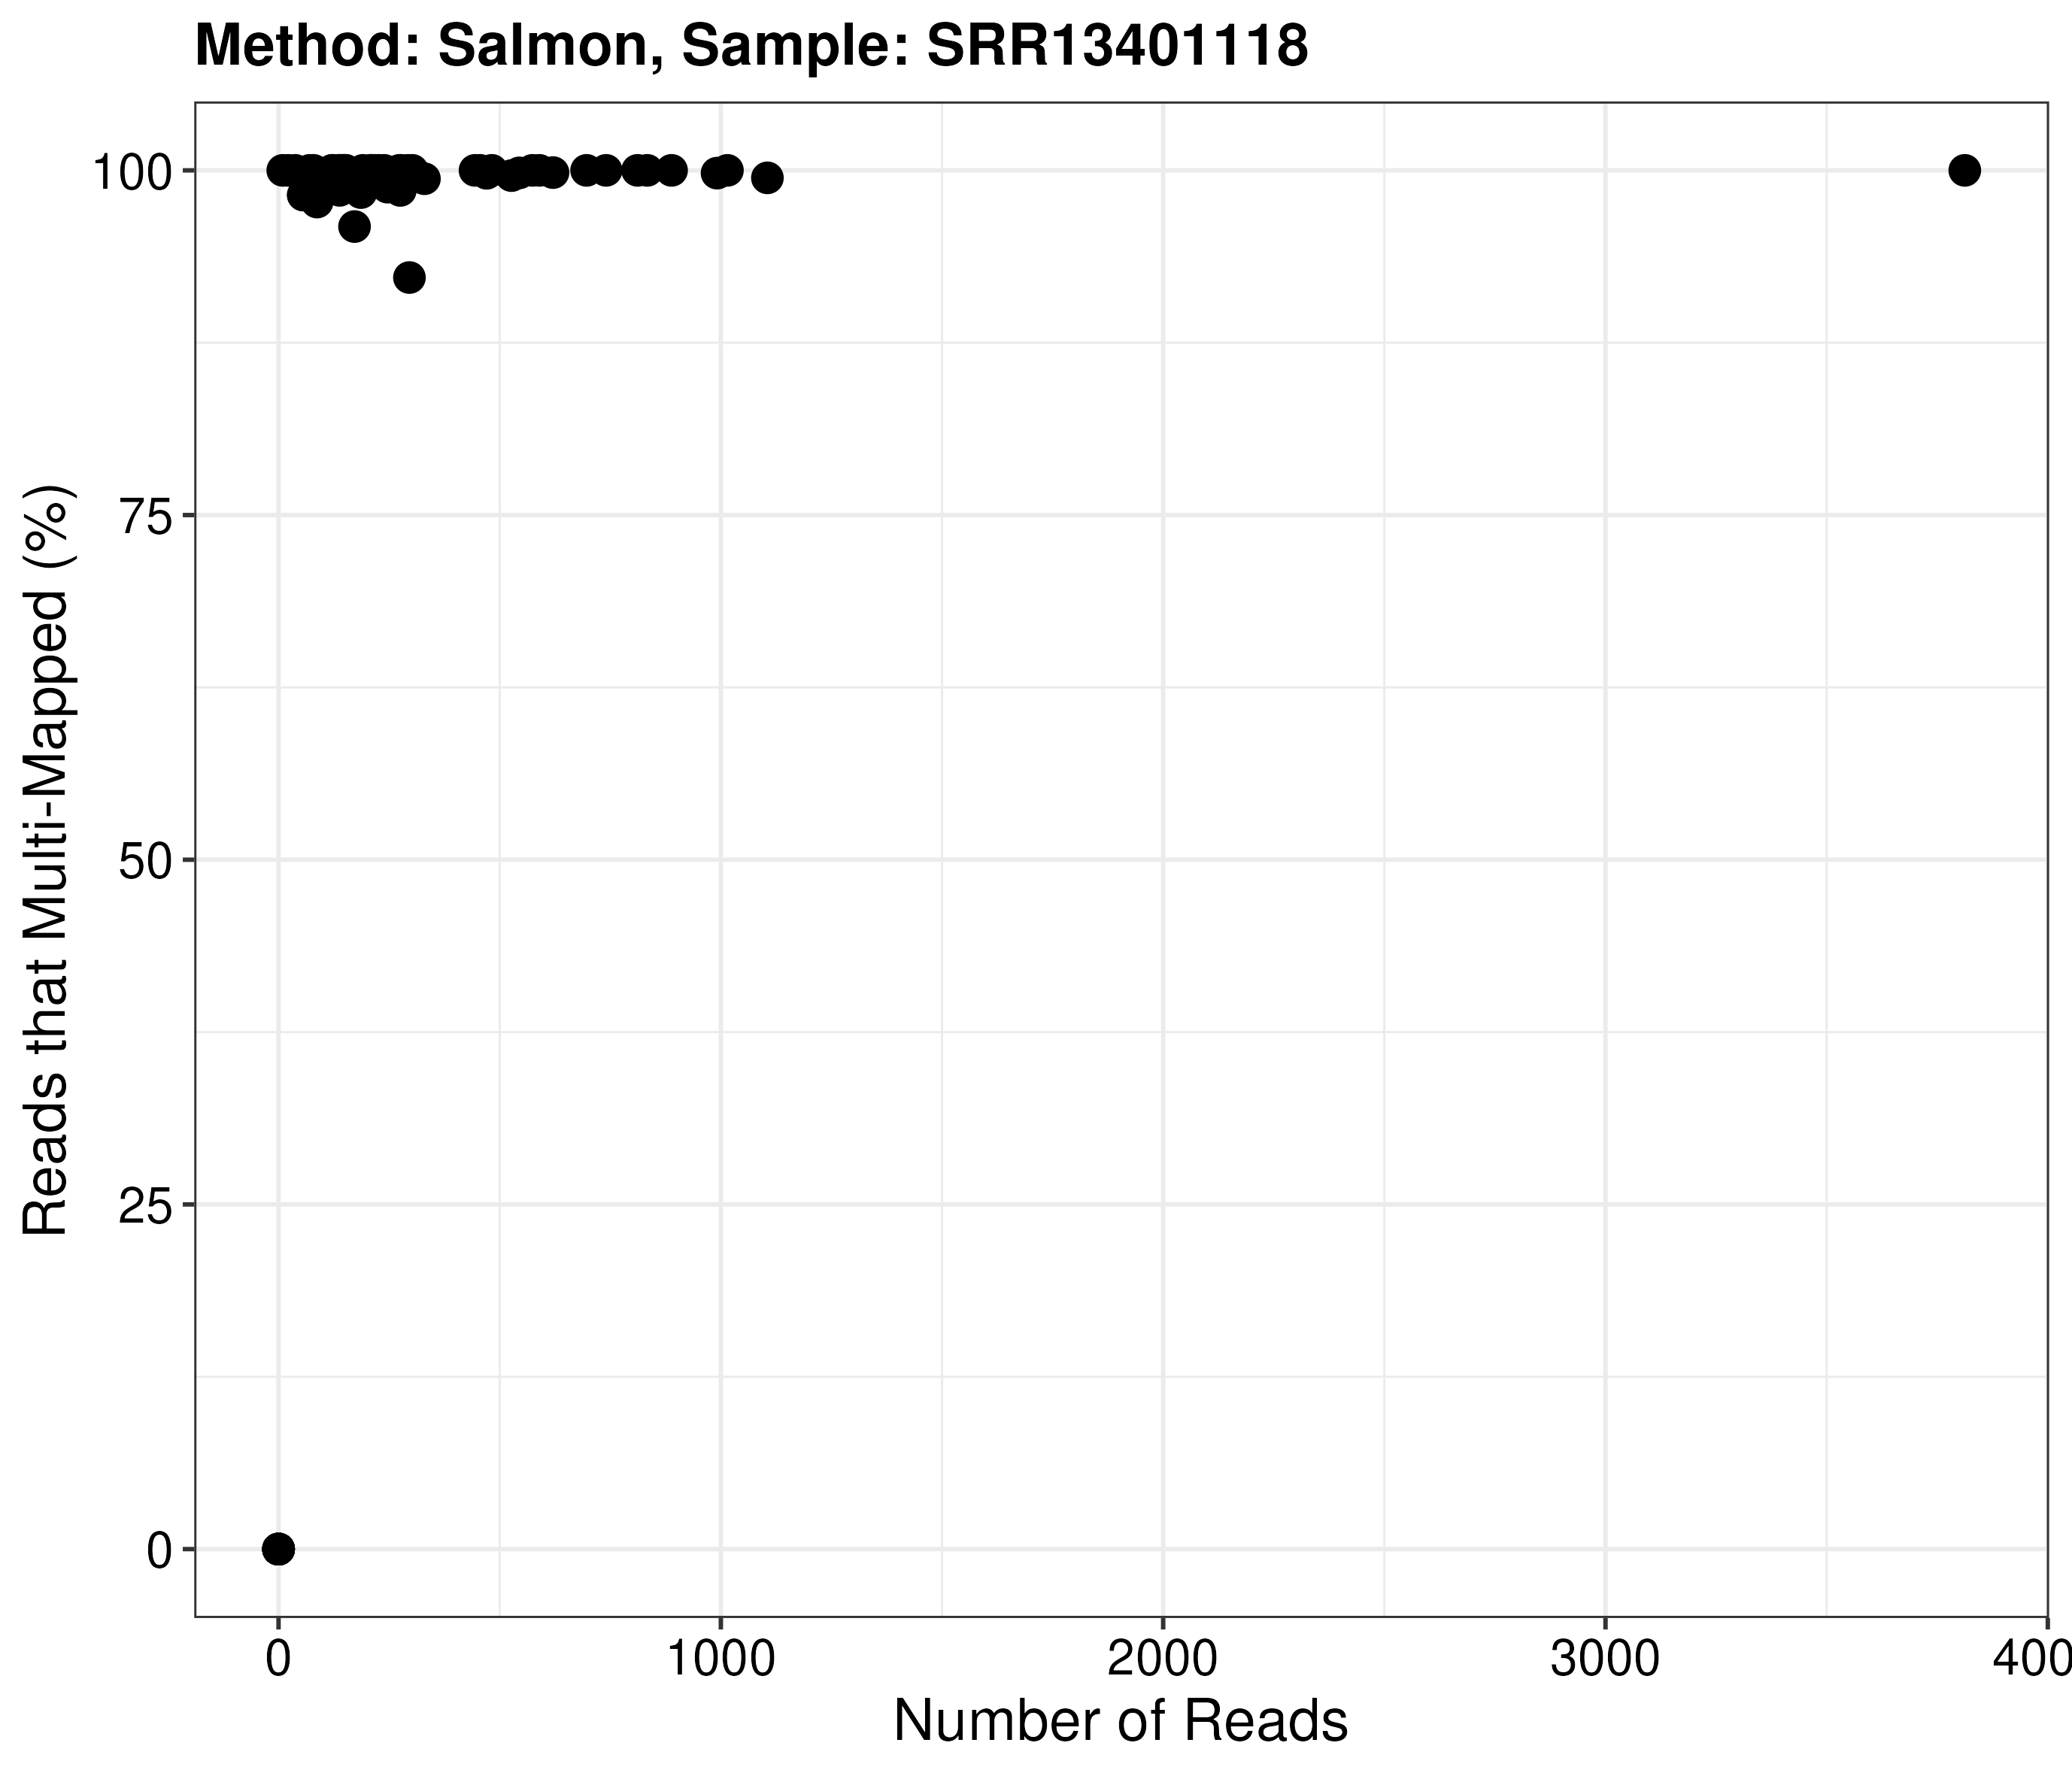 Method: Salmon, Sample: SRR13401118
Reads that Multi-Mapped (%)
100
75
50
25
0
0 1000 2000 3000 400
Number of Reads